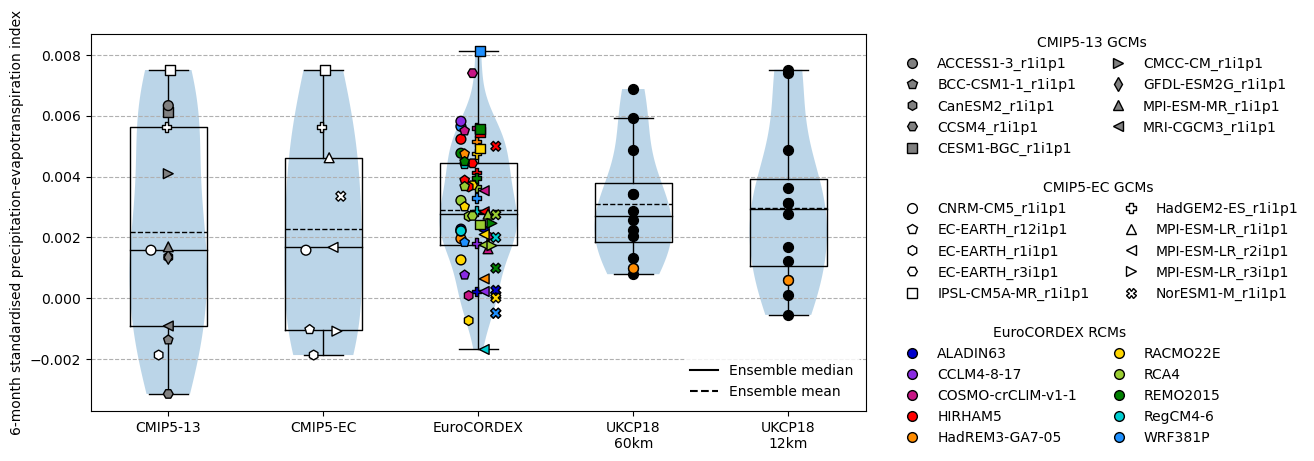 6-month standardised precipitation-evapotranspiration index
0.008
0.006
0.004
0.002
0.000
−0.002
CMIP5-13
CMIP5-EC
EuroCORDEX
UKCP18
60km
UKCP18
12km
Ensemble median
Ensemble mean
CMIP5-13 GCMs
ACCESS1-3_r1i1p1
BCC-CSM1-1_r1i1p1
CanESM2_r1i1p1
CCSM4_r1i1p1
CESM1-BGC_r1i1p1
CMCC-CM_r1i1p1
GFDL-ESM2G_r1i1p1
MPI-ESM-MR_r1i1p1
MRI-CGCM3_r1i1p1
CMIP5-EC GCMs
CNRM-CM5_r1i1p1
EC-EARTH_r12i1p1
EC-EARTH_r1i1p1
EC-EARTH_r3i1p1
IPSL-CM5A-MR_r1i1p1
HadGEM2-ES_r1i1p1
MPI-ESM-LR_r1i1p1
MPI-ESM-LR_r2i1p1
MPI-ESM-LR_r3i1p1
NorESM1-M_r1i1p1
EuroCORDEX RCMs
ALADIN63
CCLM4-8-17
COSMO-crCLIM-v1-1
HIRHAM5
HadREM3-GA7-05
RACMO22E
RCA4
REMO2015
RegCM4-6
WRF381P